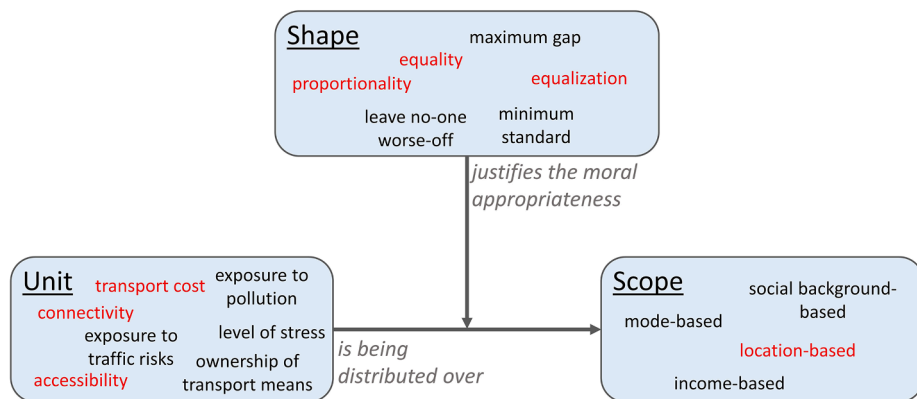 Shape
maximum gap
equality
proportionality
equalization
leave no-one
worse-off
minimum
standard
justifies the moral
appropriateness
Unit
transport cost
exposure to
pollution
connectivity
exposure to
traffic risks
level of stress
accessibility
ownership of
transport means
is being
distributed over
Scope
social background-
based
mode-based
location-based
income-based